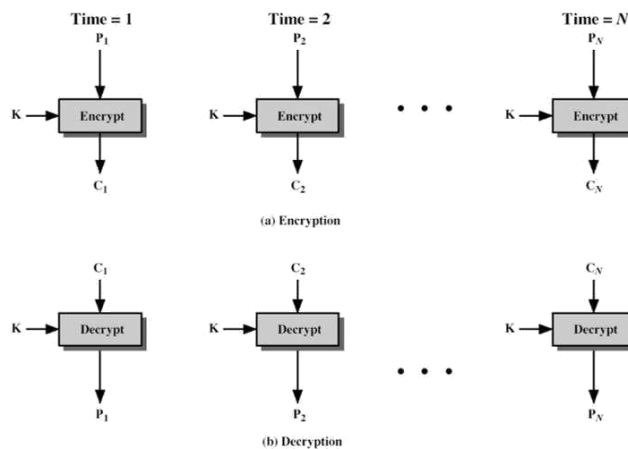 Time = 1 Time = 2 Time = N
P1 P2 PN
K Encrypt K Encrypt K Encrypt
C1 C2 CN
(a) Encryption
C1 C2 CN
K Decrypt K Decrypt K Decrypt
P1 P2 PN
(b) Decryption